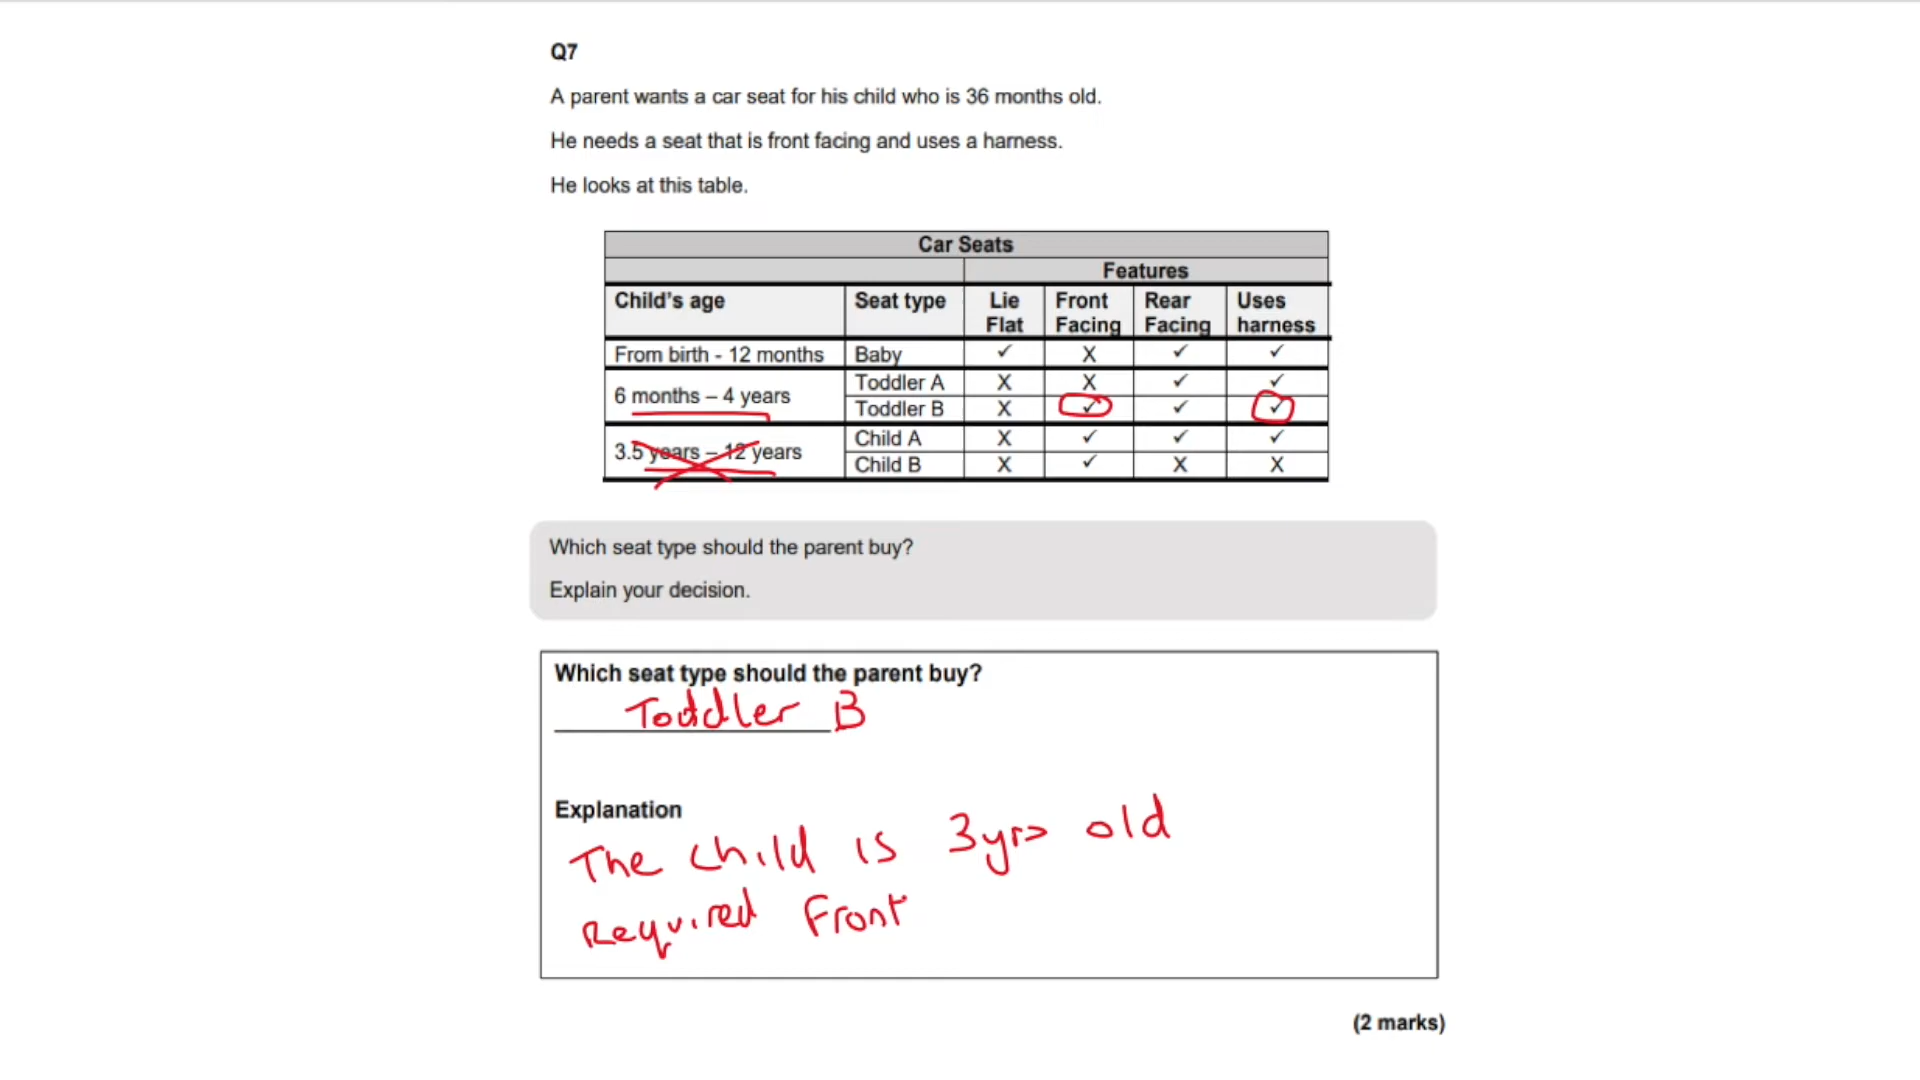 Q7
A parent wants a car seat for his child who is 36 months old.
He needs a seat that is front facing and uses a harness.
He looks at this table.
Car Seats
Features
Child's age Seat type Lie Flat Front Facing Rear Facing Uses harness
From birth - 12 months Baby ✓ X ✓ ✓
6 months – 4 years Toddler A X X ✓ ✓
Toddler B X ✓ ✓ ✓
3.5 years – 12 years Child A X ✓ ✓ ✓
Child B X ✓ X X
Which seat type should the parent buy?
Explain your decision.
Which seat type should the parent buy?
Toddler B
Explanation
The child is 3yrs old
Required Front
(2 marks)